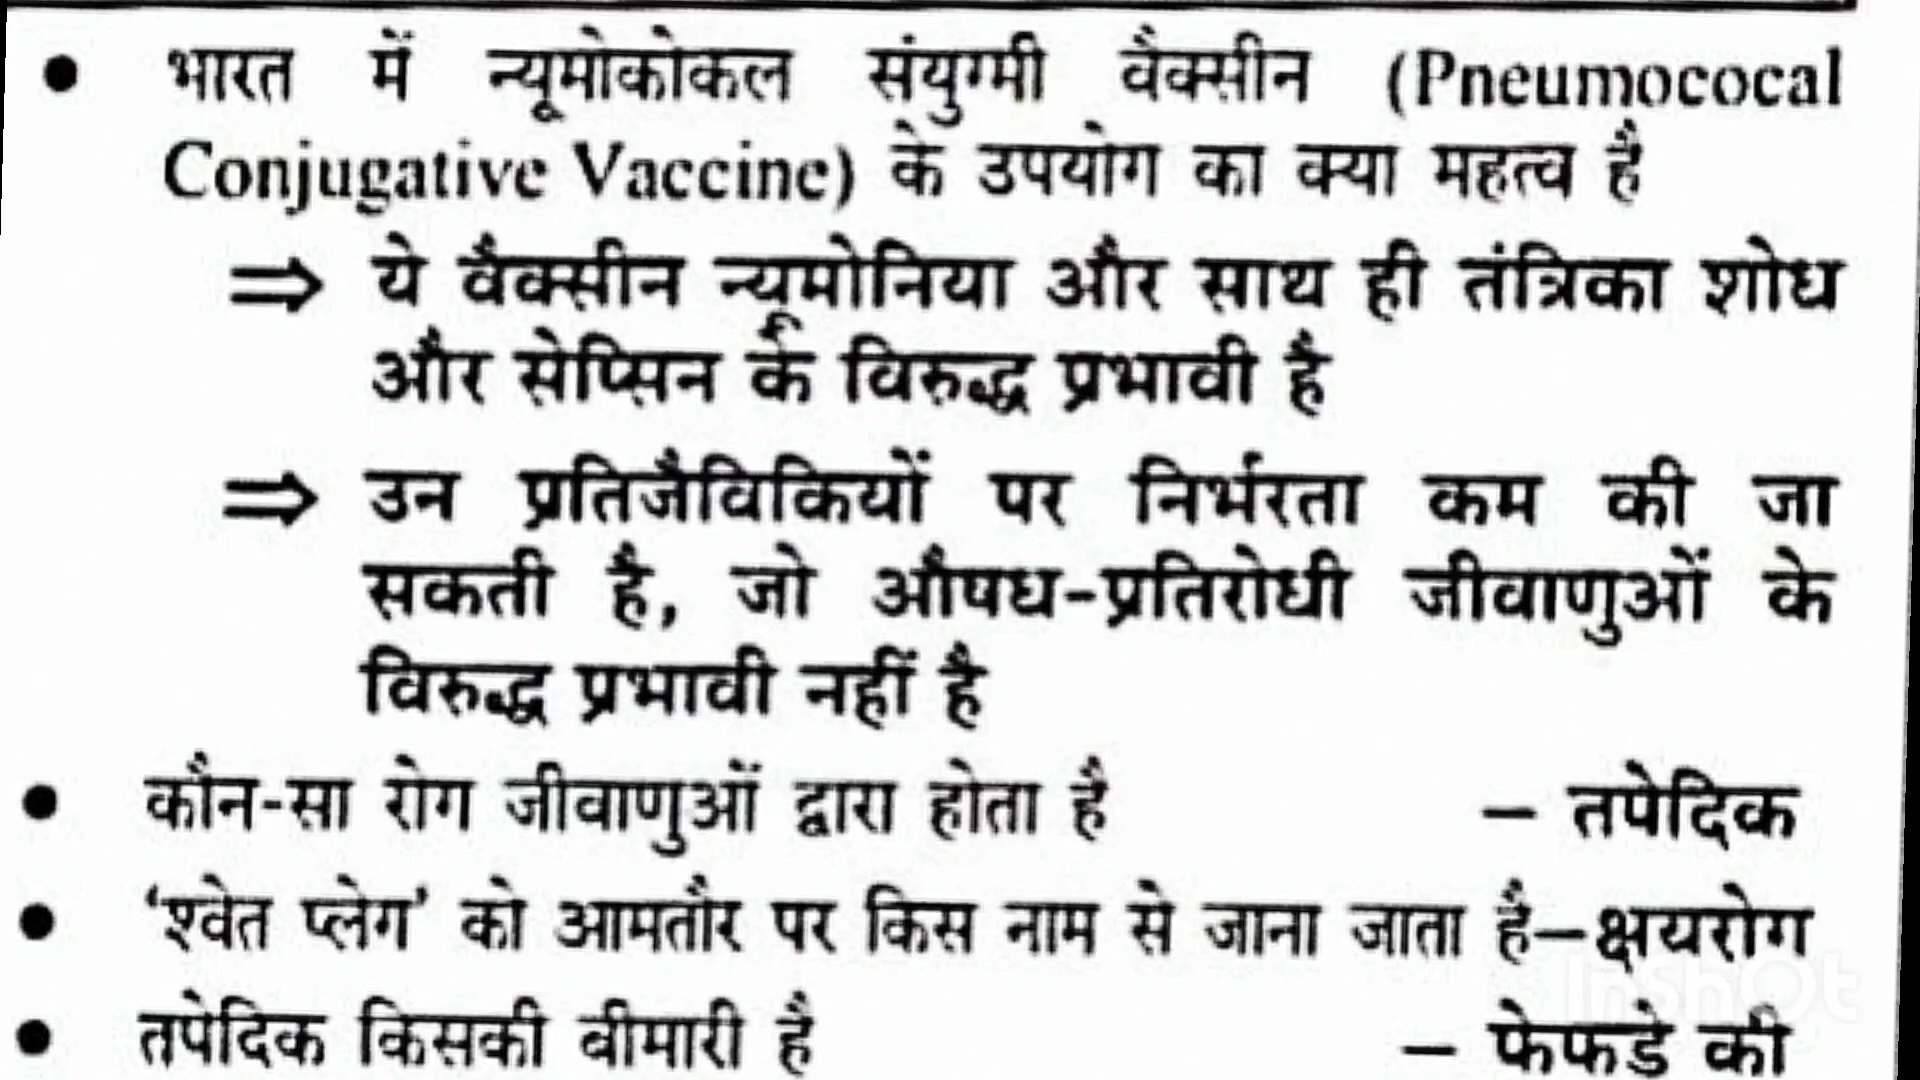 • भारत में न्यूमोकोकल संयुग्मी वैक्सीन (Pneumococal
Conjugative Vaccine) के उपयोग का क्या महत्व है
⇒ ये वैक्सीन न्यूमोनिया और साथ ही तंत्रिका शोध
और सेप्सिन के विरुद्ध प्रभावी है
⇒ उन प्रतिजैविकियों पर निर्भरता कम की जा
सकती है, जो औषध-प्रतिरोधी जीवाणुओं के
विरुद्ध प्रभावी नहीं है
• कौन-सा रोग जीवाणुओं द्वारा होता है – तपेदिक
• ‘श्वेत प्लेग’ को आमतौर पर किस नाम से जाना जाता है–क्षयरोग
InShOt
• तपेदिक किसकी बीमारी है – फेफडे की